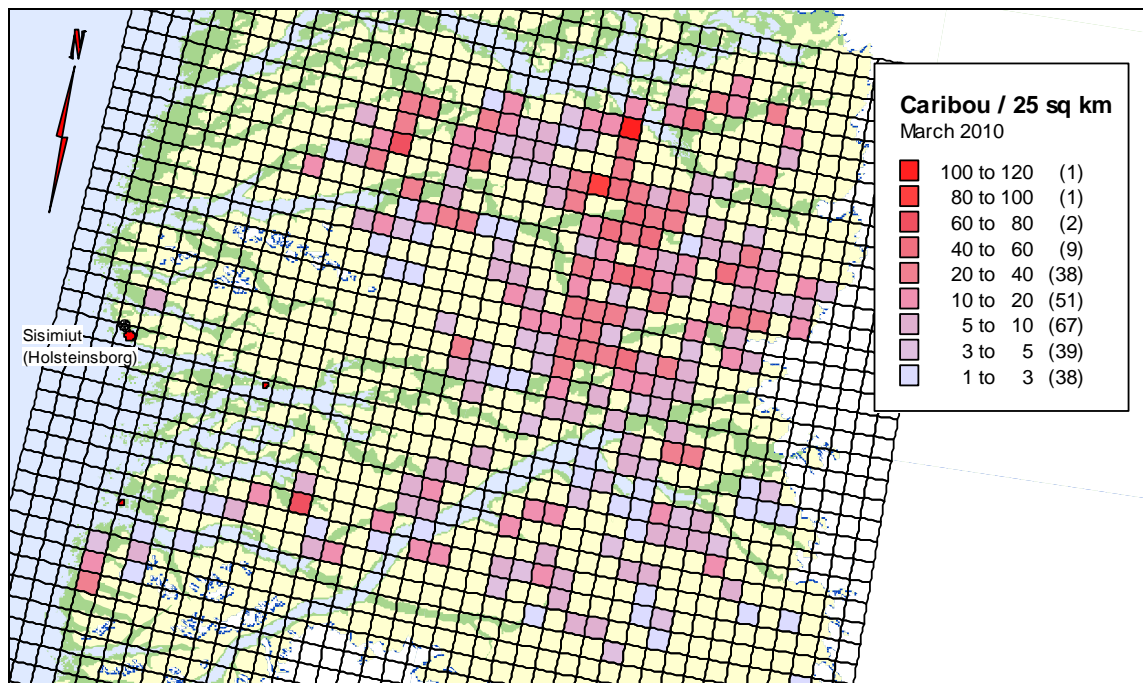 N
Sisimiut
(Holsteinsborg)
Caribou / 25 sq km
March 2010
100 to 120 (1)
80 to 100 (1)
60 to 80 (2)
40 to 60 (9)
20 to 40 (38)
10 to 20 (51)
5 to 10 (67)
3 to 5 (39)
1 to 3 (38)